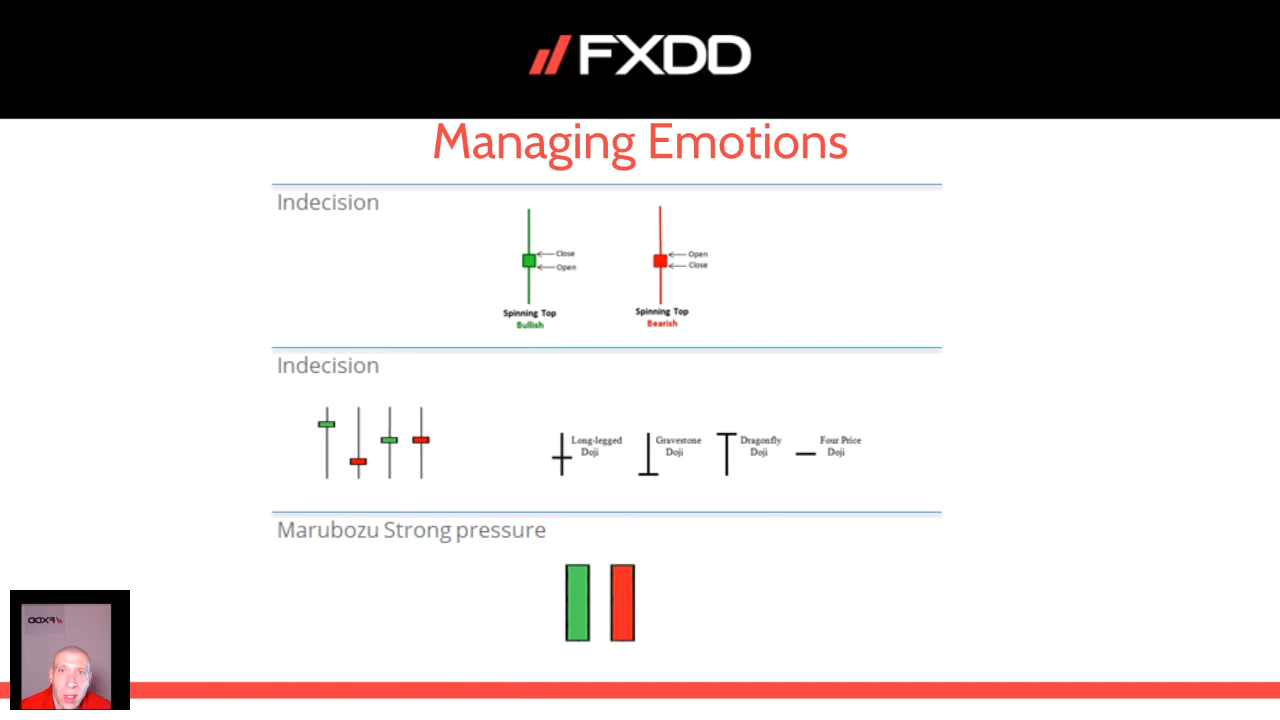 FXDD
Managing Emotions
Indecision
Close
Open
Open
Close
Spinning Top
Bullish
Spinning Top
Bearish
Indecision
Long-legged
Doji
Gravestone
Doji
Dragonfly
Doji
Four Price
Doji
Marubozu Strong pressure
FXDD